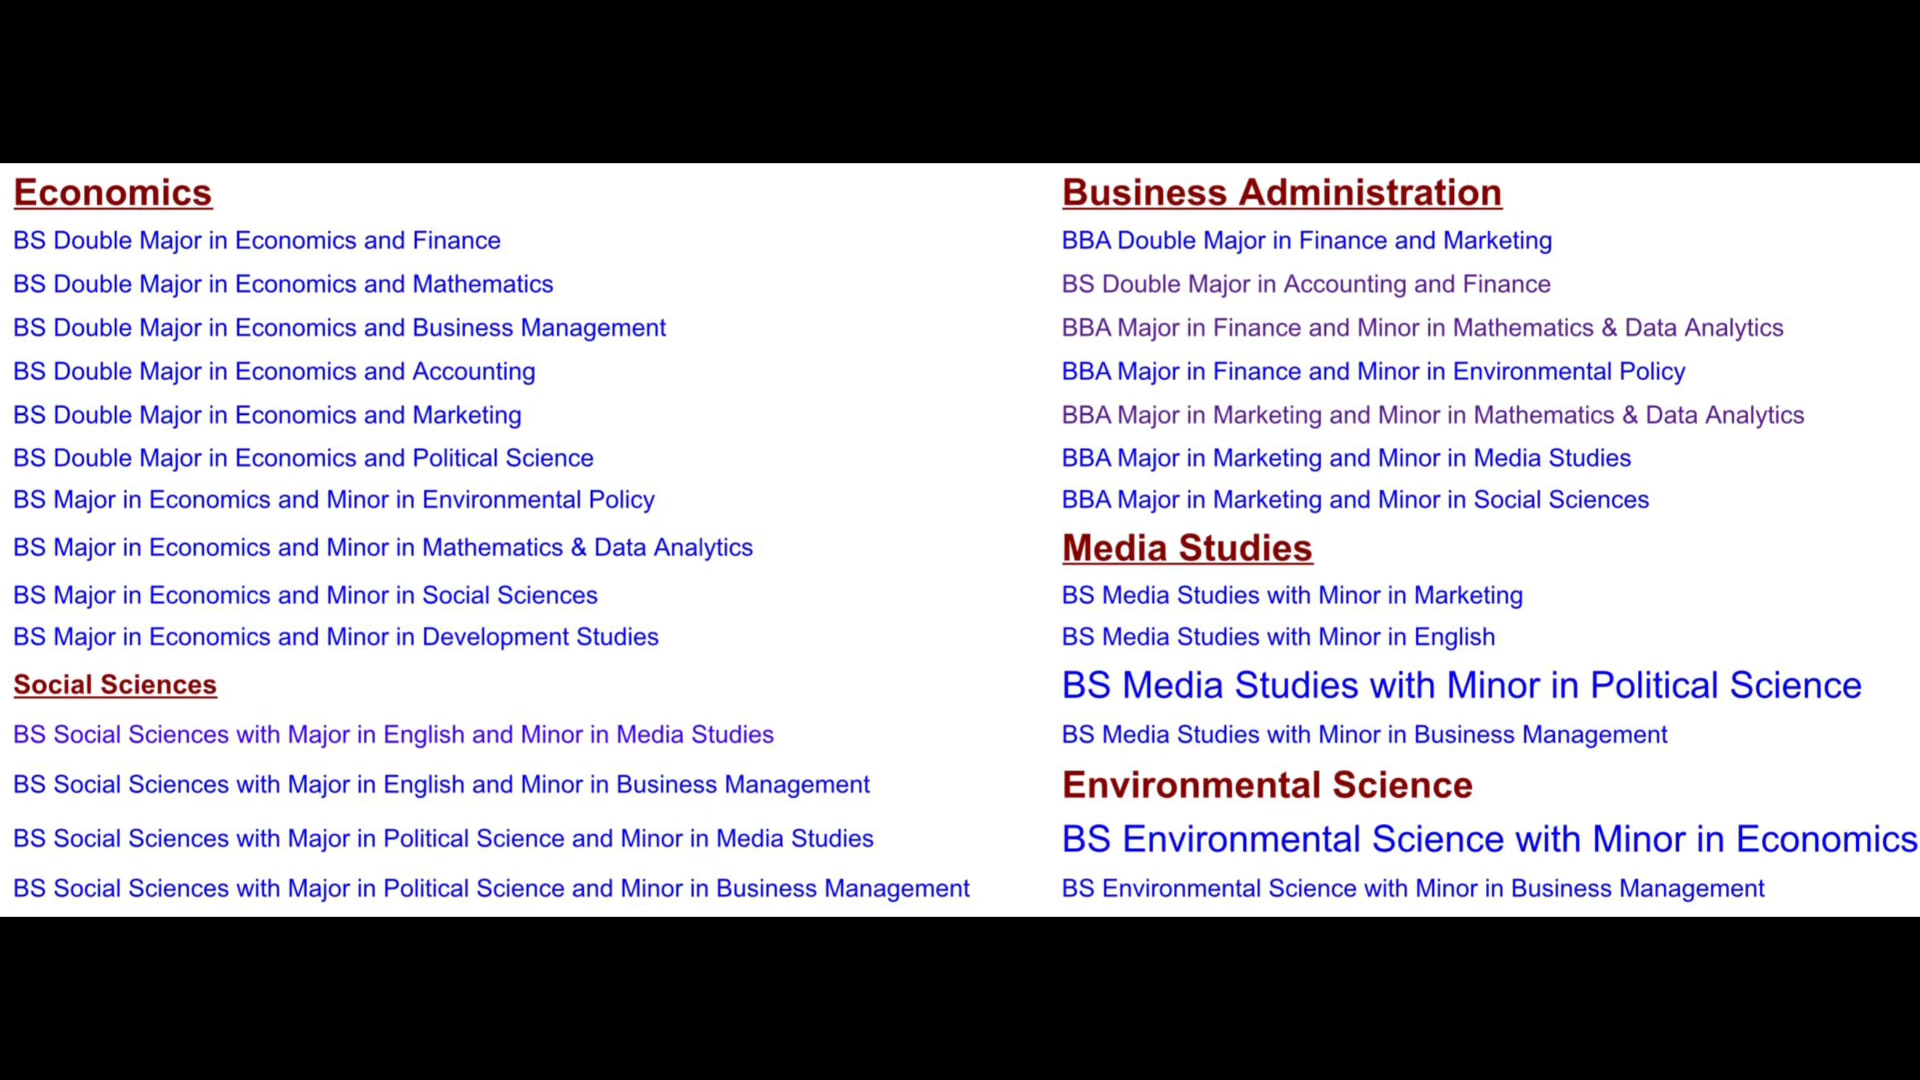 Economics
BS Double Major in Economics and Finance
BS Double Major in Economics and Mathematics
BS Double Major in Economics and Business Management
BS Double Major in Economics and Accounting
BS Double Major in Economics and Marketing
BS Double Major in Economics and Political Science
BS Major in Economics and Minor in Environmental Policy
BS Major in Economics and Minor in Mathematics & Data Analytics
BS Major in Economics and Minor in Social Sciences
BS Major in Economics and Minor in Development Studies
Social Sciences
BS Social Sciences with Major in English and Minor in Media Studies
BS Social Sciences with Major in English and Minor in Business Management
BS Social Sciences with Major in Political Science and Minor in Media Studies
BS Social Sciences with Major in Political Science and Minor in Business Management
Business Administration
BBA Double Major in Finance and Marketing
BS Double Major in Accounting and Finance
BBA Major in Finance and Minor in Mathematics & Data Analytics
BBA Major in Finance and Minor in Environmental Policy
BBA Major in Marketing and Minor in Mathematics & Data Analytics
BBA Major in Marketing and Minor in Media Studies
BBA Major in Marketing and Minor in Social Sciences
Media Studies
BS Media Studies with Minor in Marketing
BS Media Studies with Minor in English
BS Media Studies with Minor in Political Science
BS Media Studies with Minor in Business Management
Environmental Science
BS Environmental Science with Minor in Economics
BS Environmental Science with Minor in Business Management